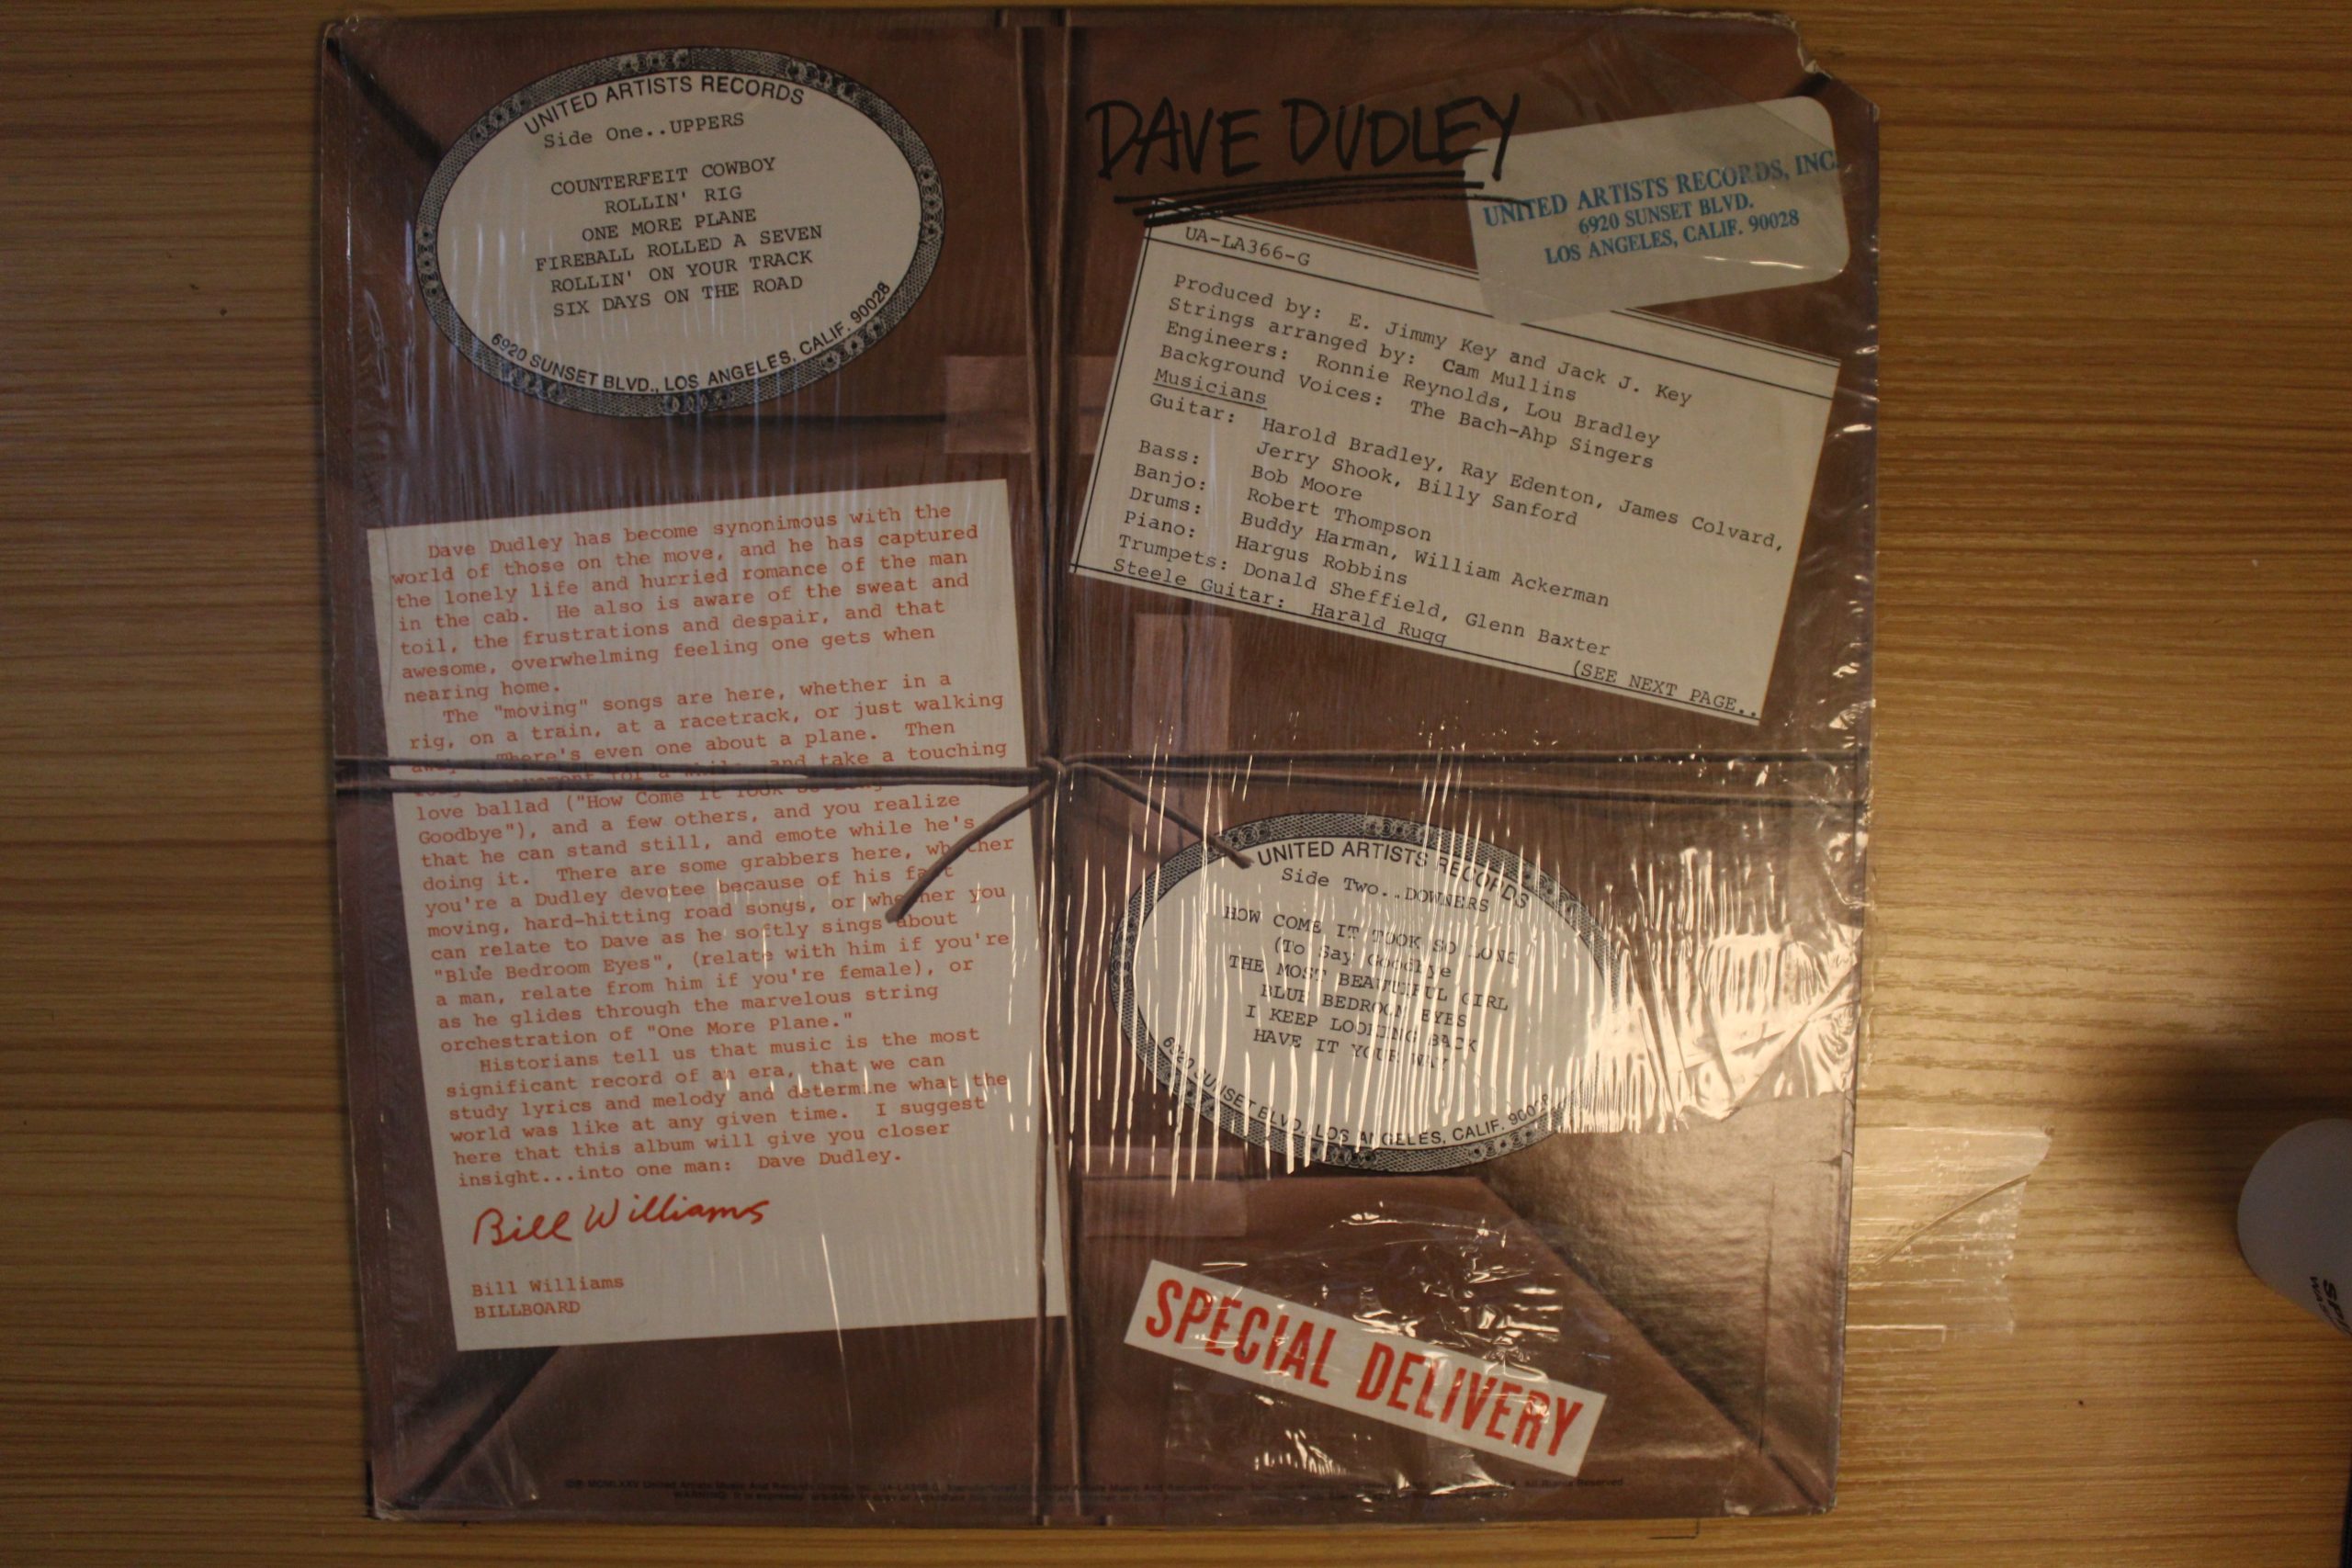 UNITED ARTISTS RECORDS
Side One..UPPERS
COUNTERFEIT COWBOY
ROLLIN' RIG
ONE MORE PLANE
FIREBALL ROLLED A SEVEN
ROLLIN' ON YOUR TRACK
SIX DAYS ON THE ROAD
6920 SUNSET BLVD., LOS ANGELES, CALIF. 90028
DAVE DUDLEY
UNITED ARTISTS RECORDS, INC.
6920 SUNSET BLVD.
LOS ANGELES, CALIF. 90028
UA-LA366-G
Produced by: E. Jimmy Key and Jack J. Key
Strings arranged by: Cam Mullins
Engineers: Ronnie Reynolds, Lou Bradley
Background Voices: The Bach-Ahp Singers
Musicians
Guitar: Harold Bradley, Ray Edenton, James Colvard,
Jerry Shook, Billy Sanford
Bass: Bob Moore
Banjo: Robert Thompson
Drums: Buddy Harman, William Ackerman
Piano: Hargus Robbins
Trumpets: Donald Sheffield, Glenn Baxter
Steele Guitar: Harald Rugg
(SEE NEXT PAGE..
Dave Dudley has become synonimous with the
world of those on the move, and he has captured
the lonely life and hurried romance of the man
in the cab. He also is aware of the sweat and
toil, the frustrations and despair, and that
awesome, overwhelming feeling one gets when
nearing home.
The "moving" songs are here, whether in a
rig, on a train, at a racetrack, or just walking
away. There's even one about a plane. Then
for a while, and take a touching
love ballad ("How Come It Took So Long
Goodbye"), and a few others, and you realize
that he can stand still, and emote while he's
doing it. There are some grabbers here, whether
you're a Dudley devotee because of his fast
moving, hard-hitting road songs, or whether you
can relate to Dave as he softly sings about
"Blue Bedroom Eyes", (relate with him if you're
a man, relate from him if you're female), or
as he glides through the marvelous string
orchestration of "One More Plane."
Historians tell us that music is the most
significant record of an era, that we can
study lyrics and melody and determine what the
world was like at any given time. I suggest
here that this album will give you closer
insight...into one man: Dave Dudley.
Bill Williams
Bill Williams
BILLBOARD
UNITED ARTISTS RECORDS
Side Two..DOWNERS
HOW COME IT TOOK SO LONG
(To Say Goodbye
THE MOST BEAUTIFUL GIRL
BLUE BEDROOM EYES
I KEEP LOOKING BACK
HAVE IT YOUR WAY
6920 SUNSET BLVD., LOS ANGELES, CALIF. 90028
SPECIAL DELIVERY